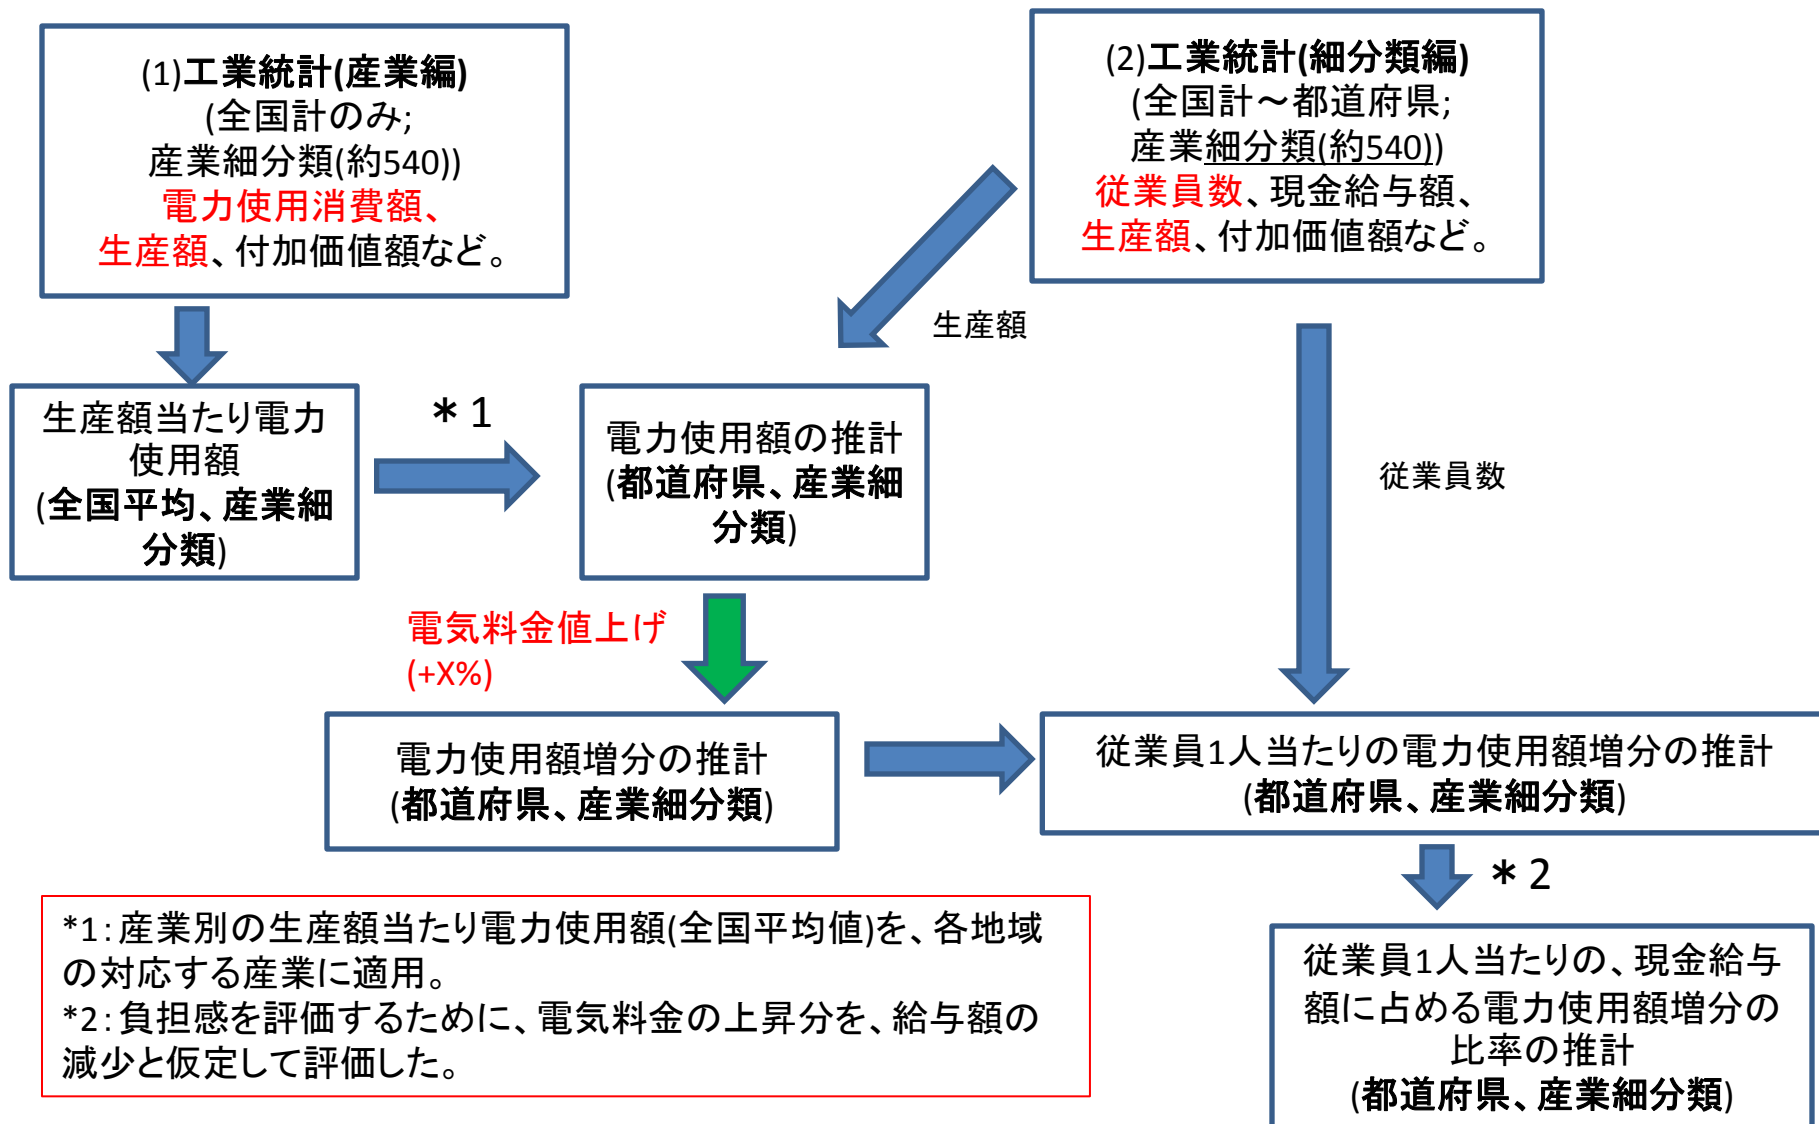 (1)工業統計(産業編)
(全国計のみ;
産業細分類(約540))
電力使用消費額、
生産額、付加価値額など。
(2)工業統計(細分類編)
(全国計～都道府県;
産業細分類(約540))
従業員数、現金給与額、
生産額、付加価値額など。
生産額
生産額当たり電力
使用額
(全国平均、産業細
分類)
＊1
電力使用額の推計
(都道府県、産業細
分類)
従業員数
電気料金値上げ
(+X%)
電力使用額増分の推計
(都道府県、産業細分類)
従業員1人当たりの電力使用額増分の推計
(都道府県、産業細分類)
＊2
*1:産業別の生産額当たり電力使用額(全国平均値)を、各地域
の対応する産業に適用。
*2:負担感を評価するために、電気料金の上昇分を、給与額の
減少と仮定して評価した。
従業員1人当たりの、現金給与
額に占める電力使用額増分の
比率の推計
(都道府県、産業細分類)